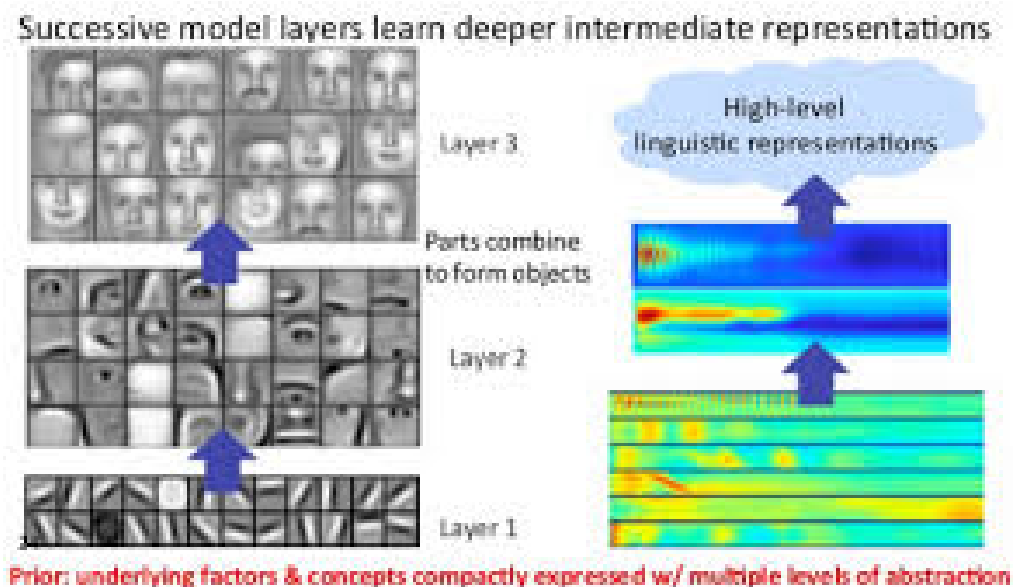 Successive model layers learn deeper intermediate representations
Layer 3
High-level
linguistic representations
Parts combine
to form objects
Layer 2
Layer 1
Prior: underlying factors & concepts compactly expressed w/ multiple levels of abstraction